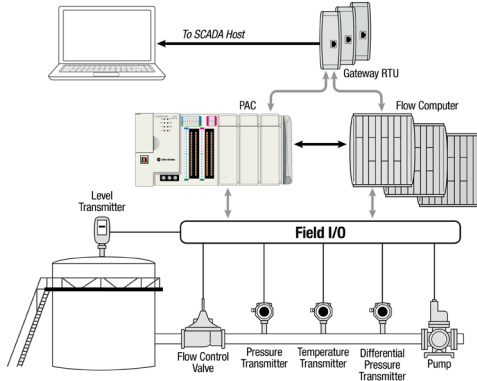 To SCADA Host
Gateway RTU
PAC
Flow Computer
Level
Transmitter
Field I/O
Flow Control
Valve
Pressure
Transmitter
Temperature
Transmitter
Differential
Pressure
Transmitter
Pump